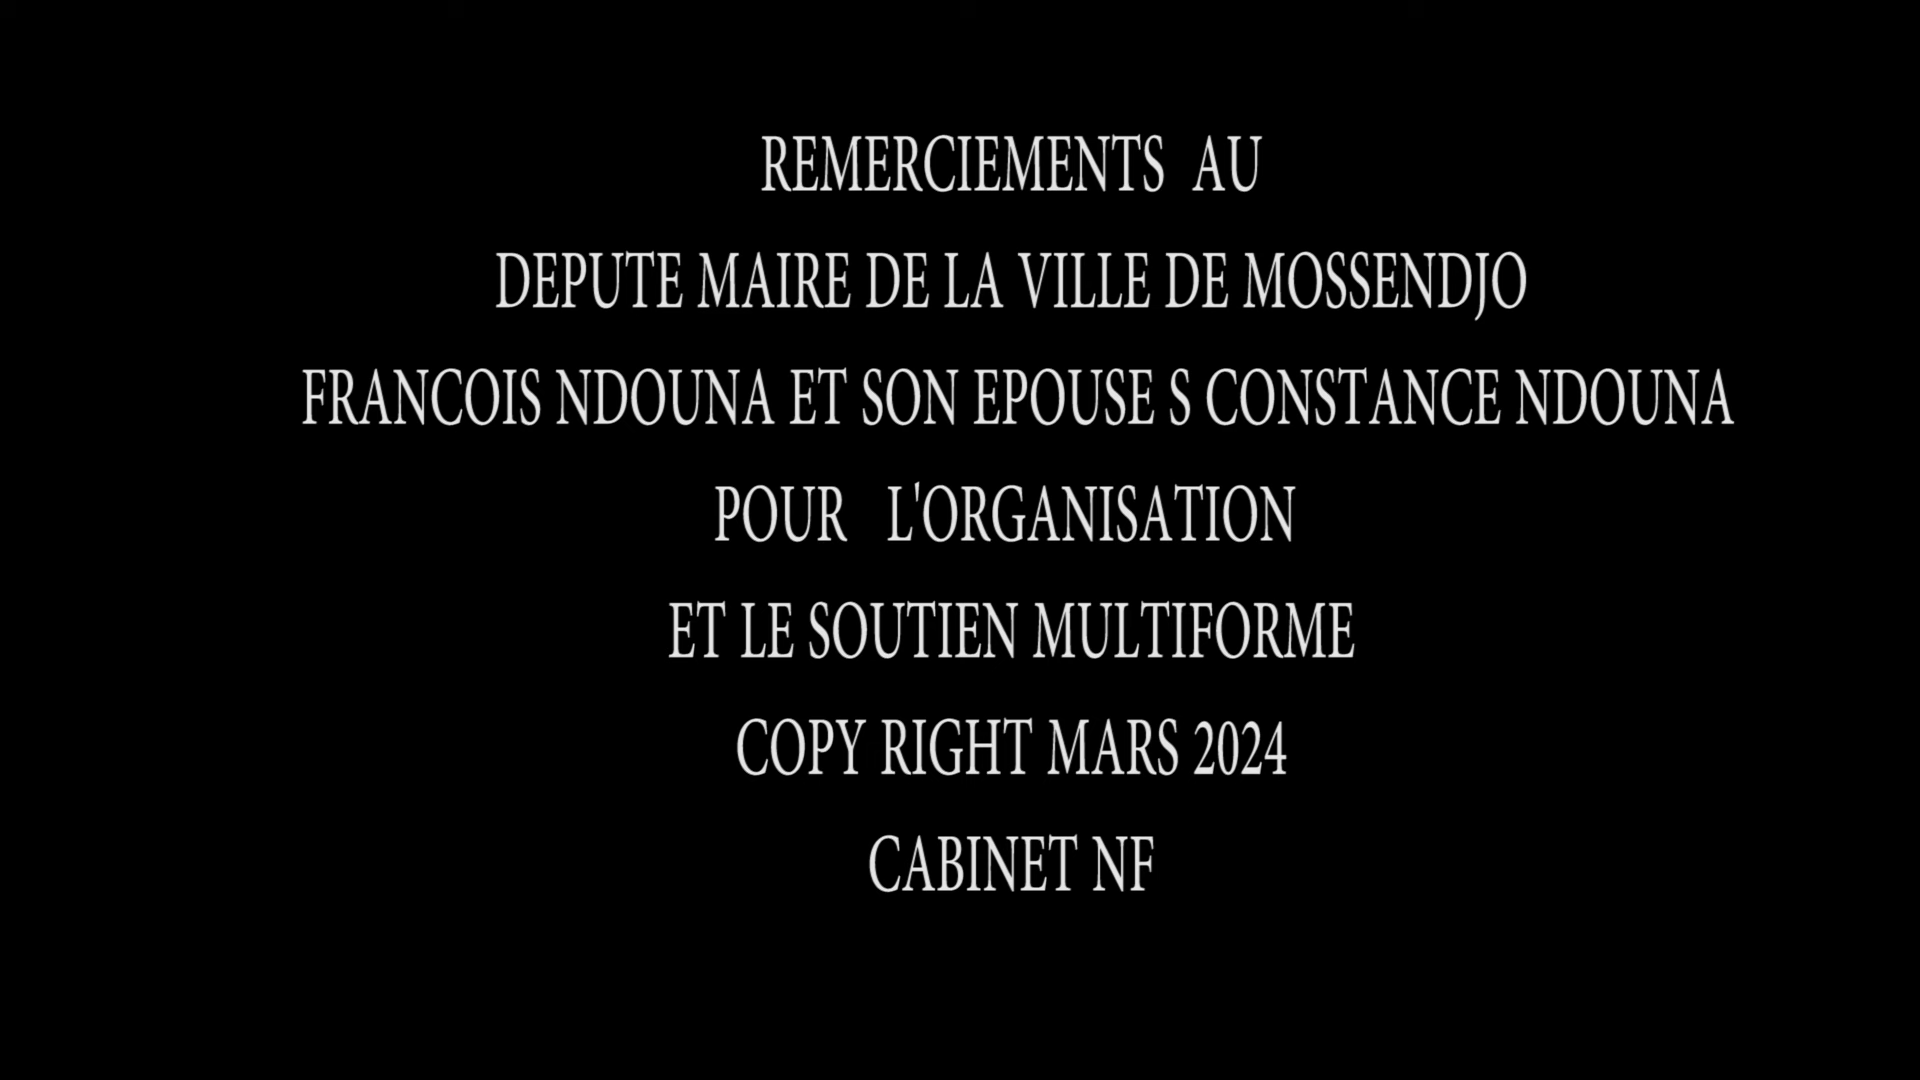 REMERCIEMENTS AU
DEPUTE MAIRE DE LA VILLE DE MOSSENDJO
FRANCOIS NDOUNA ET SON EPOUSE S CONSTANCE NDOUNA
POUR L'ORGANISATION
ET LE SOUTIEN MULTIFORME
COPY RIGHT MARS 2024
CABINET NF